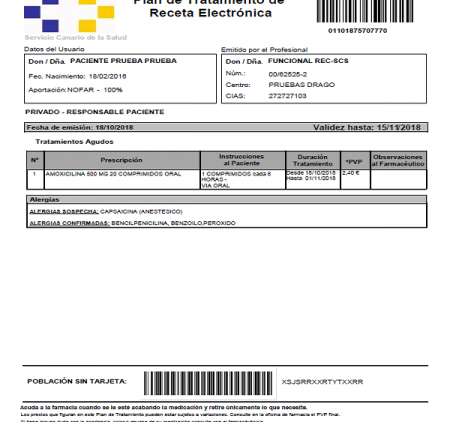 Plan de Tratamiento de
Receta Electrónica
01101875707770
Servicio Canario de la Salud
Datos del Usuario
Emitido por el Profesional
Don / Dña. PACIENTE PRUEBA PRUEBA
Fec. Nacimiento: 18/02/2016
Aportación: NOFAR - 100%
Don / Dña. FUNCIONAL REC-SCS
Núm.: 00/62525-2
Centro: PRUEBAS DRAGO
CIAS: 272727103
PRIVADO - RESPONSABLE PACIENTE
Fecha de emisión: 18/10/2018 Validez hasta: 15/11/2018
Tratamientos Agudos
Nº Prescripción Instrucciones al Paciente Duración Tratamiento *PVP Observaciones al Farmacéutico
1 AMOXICILINA 500 MG 20 COMPRIMIDOS ORAL 1 COMPRIMIDOS cada 8 HORAS - VIA ORAL Desde 18/10/2018 Hasta 01/11/2018 2,40 €
Alergias
ALERGIAS SOSPECHA: CAPSAICINA (ANESTESICO)
ALERGIAS CONFIRMADAS: BENCILPENICILINA, BENZOILO,PEROXIDO
POBLACIÓN SIN TARJETA: XSJSRRXXRTYTXXRR
Acuda a la farmacia cuando se le esté acabando la medicación y retire únicamente lo que necesite.
Los precios que figuran en este Plan de Tratamiento pueden estar sujetos a variaciones. Consulte en la oficina de farmacia el PVP final.